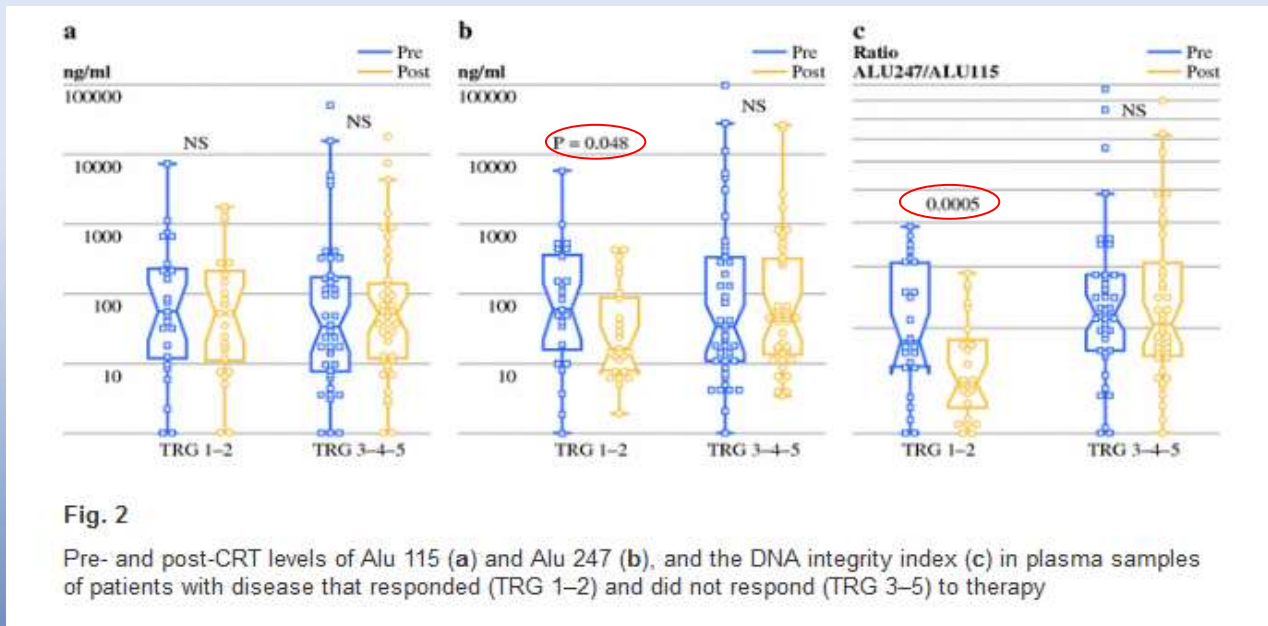 a
Pre
ng/ml
Post
100000
NS
NS
10000
1000
100
10
TRG 1–2
TRG 3–4–5
b
Pre
ng/ml
Post
100000
NS
P = 0.048
10000
1000
100
10
TRG 1–2
TRG 3–4–5
c
Ratio
Pre
ALU247/ALU115
Post
NS
0.0005
TRG 1–2
TRG 3–4–5
Fig. 2
Pre- and post-CRT levels of Alu 115 (a) and Alu 247 (b), and the DNA integrity index (c) in plasma samples
of patients with disease that responded (TRG 1–2) and did not respond (TRG 3–5) to therapy